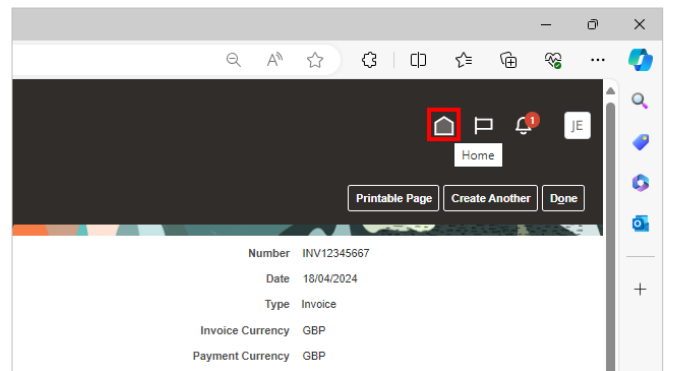 A
1
JE
Home
Printable Page Create Another Done
Number INV12345667
Date 18/04/2024
Type Invoice
Invoice Currency GBP
Payment Currency GBP